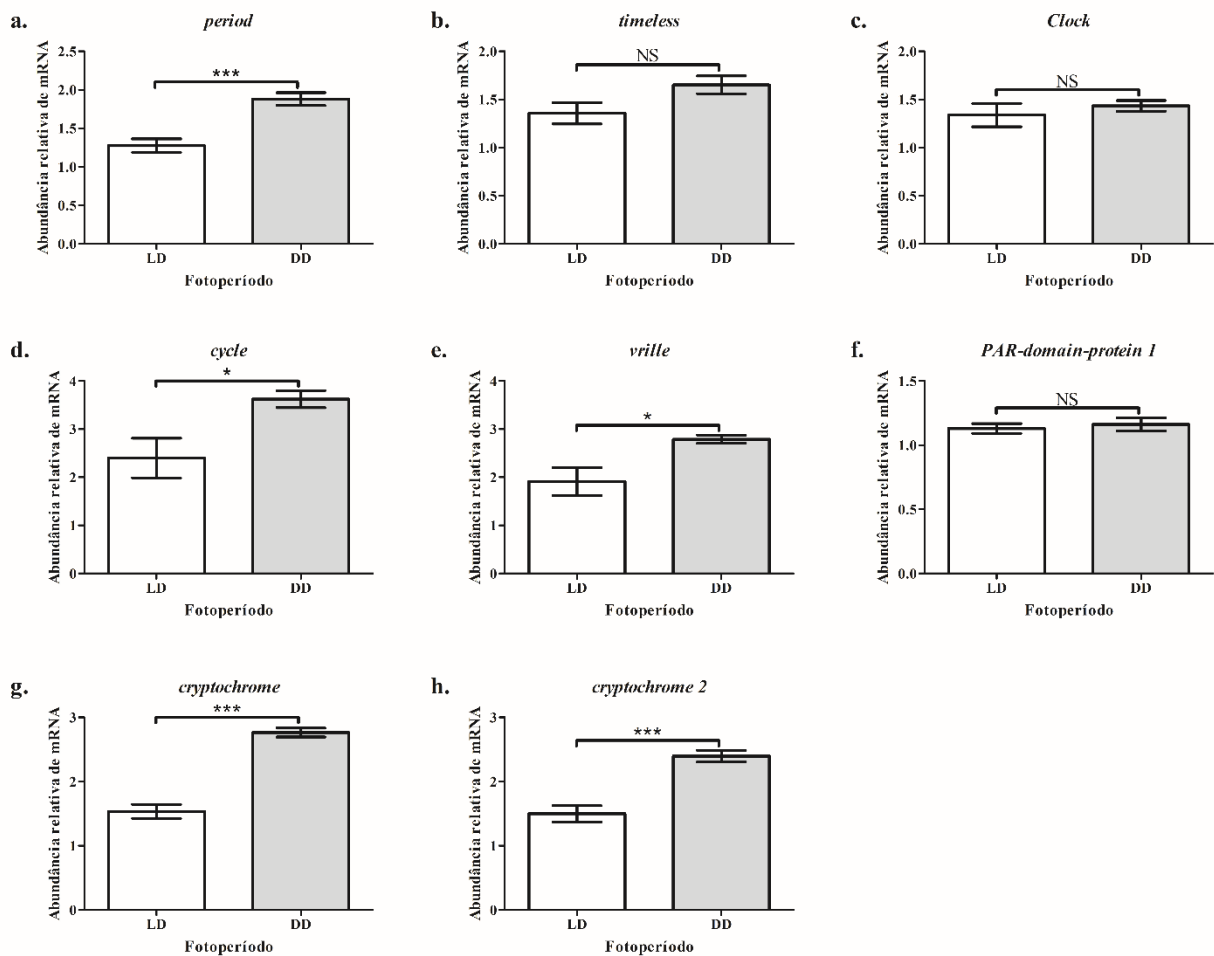 a.
period
Abundância relativa de mRNA
2.5
2.0
1.5
1.0
0.5
0.0
***
LD DD
Fotoperíodo
b.
timeless
Abundância relativa de mRNA
2.0
1.5
1.0
0.5
0.0
NS
LD DD
Fotoperíodo
c.
Clock
Abundância relativa de mRNA
2.0
1.5
1.0
0.5
0.0
NS
LD DD
Fotoperíodo
d.
cycle
Abundância relativa de mRNA
4
3
2
1
0
*
LD DD
Fotoperíodo
e.
vrille
Abundância relativa de mRNA
4
3
2
1
0
*
LD DD
Fotoperíodo
f.
PAR-domain-protein 1
Abundância relativa de mRNA
1.5
1.0
0.5
0.0
NS
LD DD
Fotoperíodo
g.
cryptochrome
Abundância relativa de mRNA
3
2
1
0
***
LD DD
Fotoperíodo
h.
cryptochrome 2
Abundância relativa de mRNA
3
2
1
0
***
LD DD
Fotoperíodo